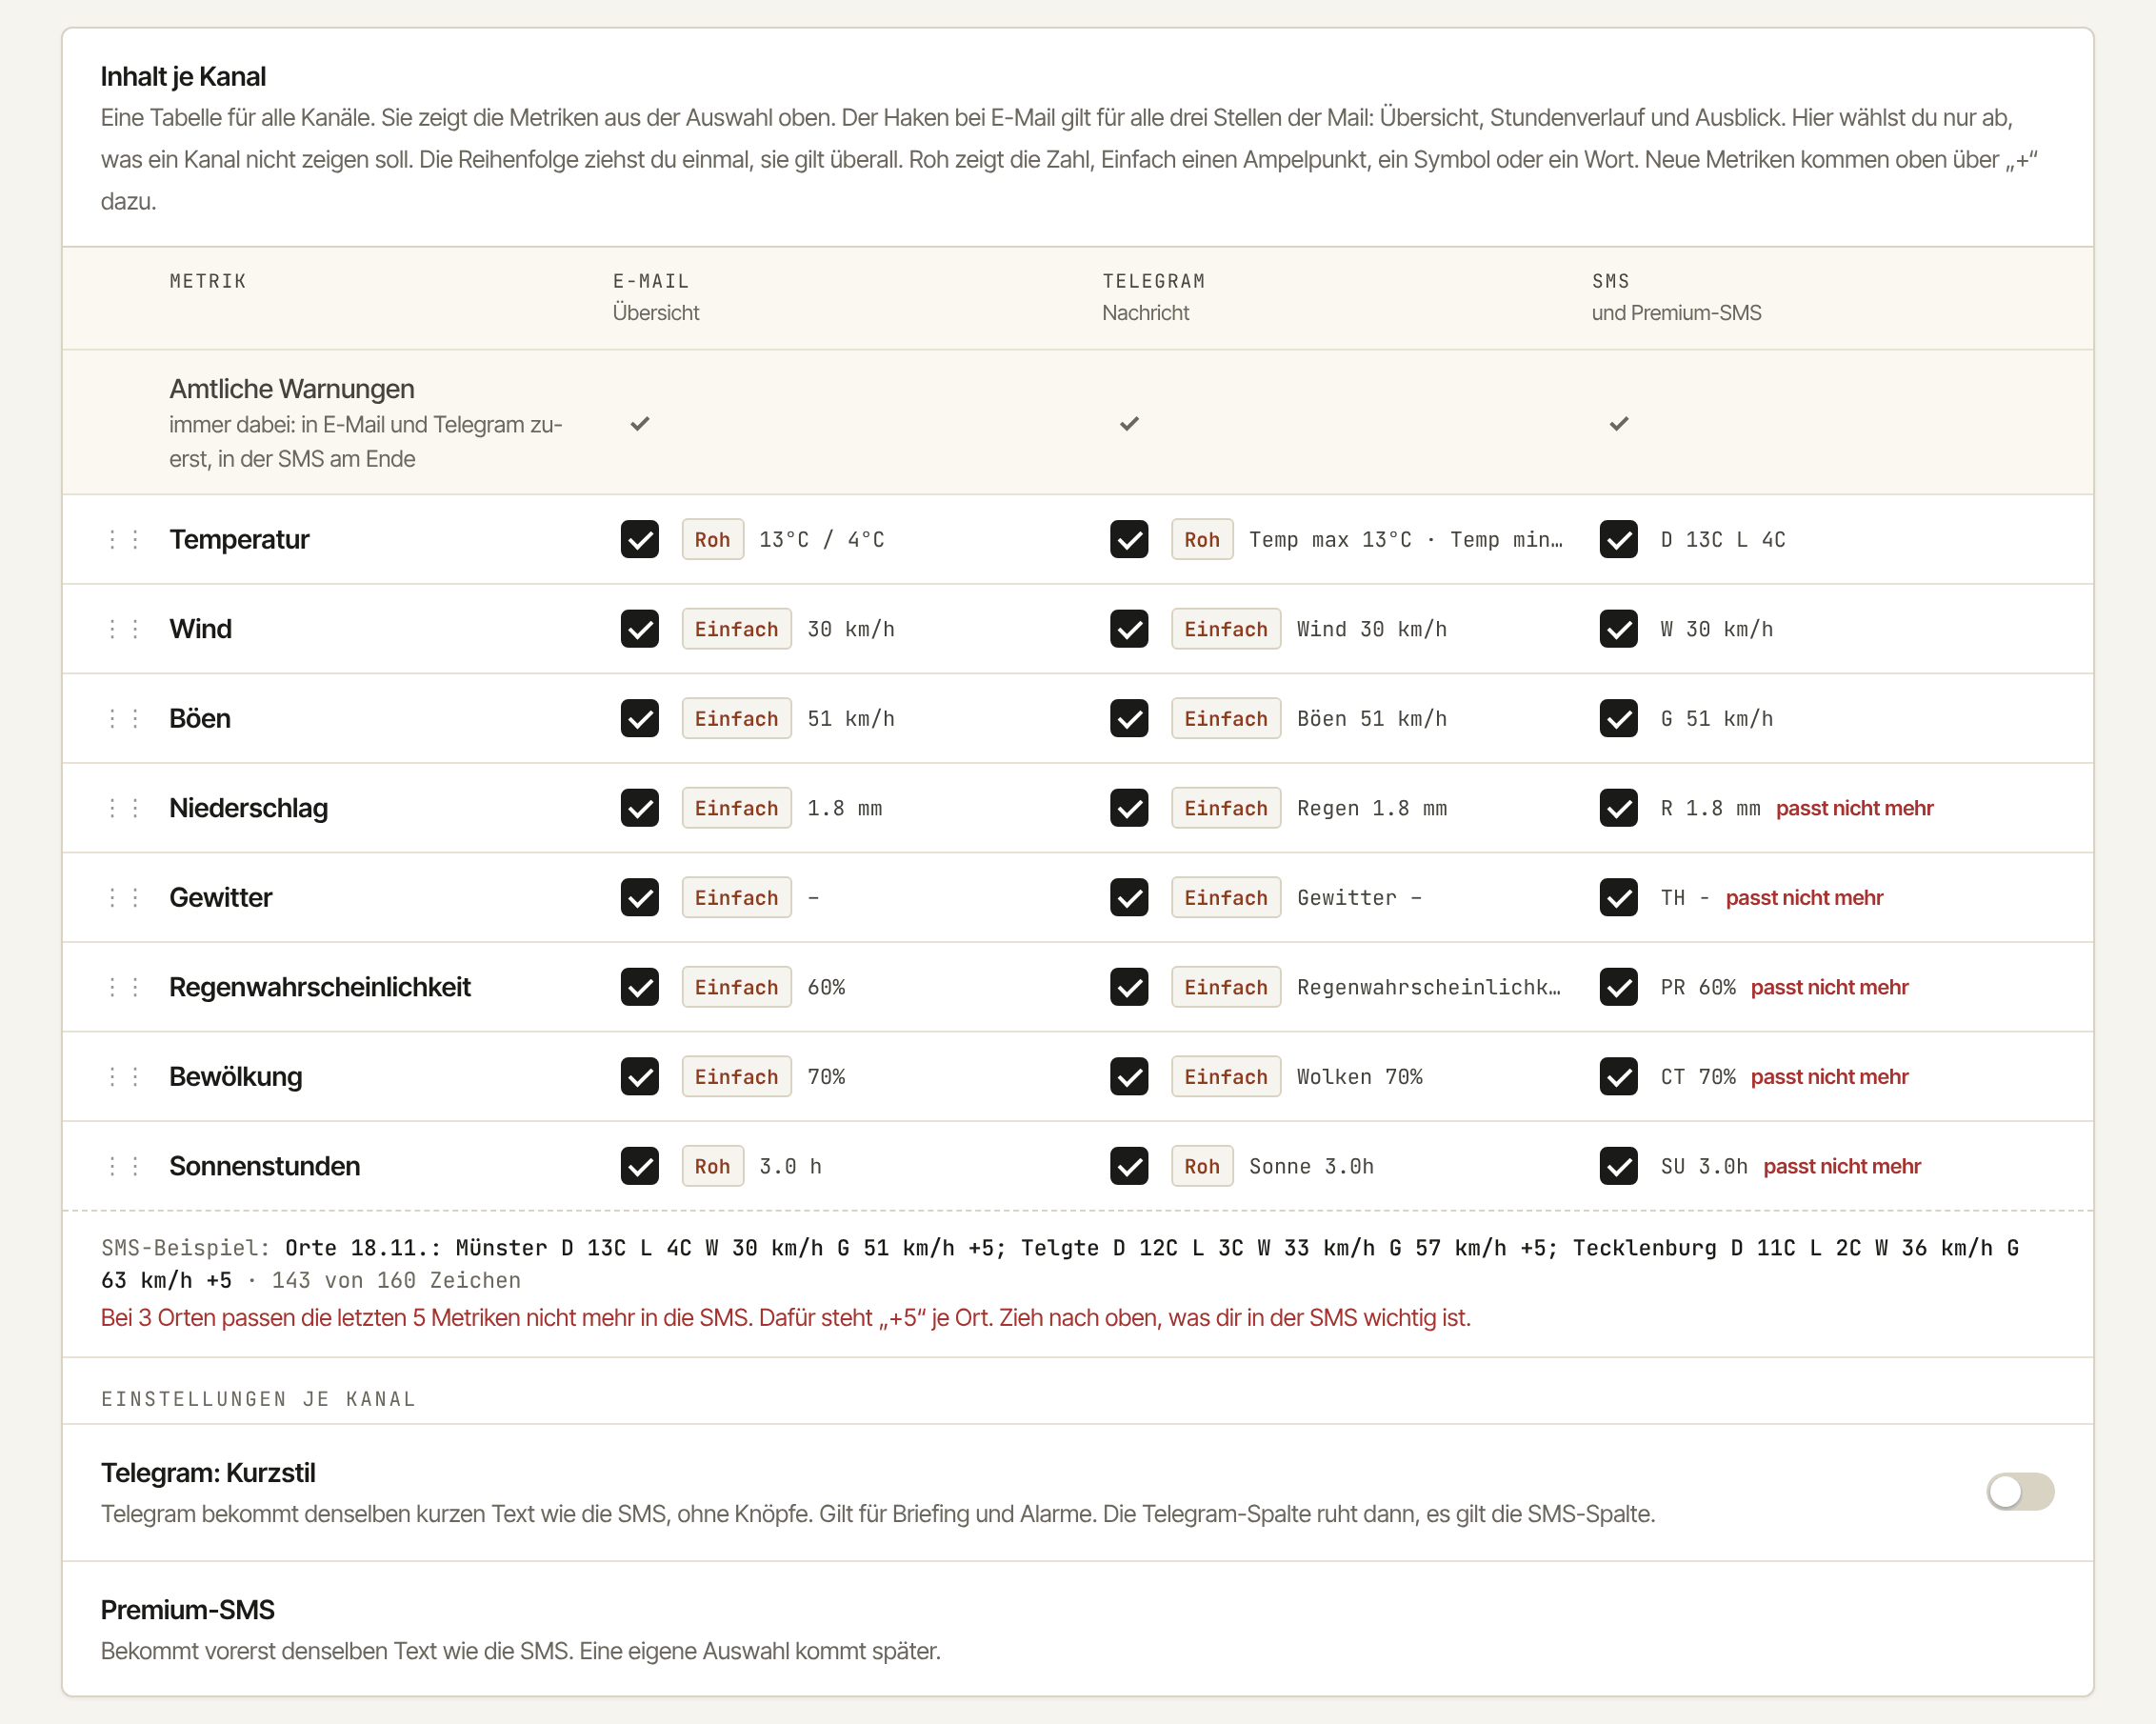 Inhalt je Kanal
Eine Tabelle für alle Kanäle. Sie zeigt die Metriken aus der Auswahl oben. Der Haken bei E-Mail gilt für alle drei Stellen der Mail: Übersicht, Stundenverlauf und Ausblick. Hier wählst du nur ab,
was ein Kanal nicht zeigen soll. Die Reihenfolge ziehst du einmal, sie gilt überall. Roh zeigt die Zahl, Einfach einen Ampelpunkt, ein Symbol oder ein Wort. Neue Metriken kommen oben über „+“
dazu.
METRIK E-MAIL TELEGRAM SMS
Übersicht Nachricht und Premium-SMS
Amtliche Warnungen
immer dabei: in E-Mail und Telegram zu-
erst, in der SMS am Ende
Temperatur Roh 13°C / 4°C Roh Temp max 13°C · Temp min… D 13C L 4C
Wind Einfach 30 km/h Einfach Wind 30 km/h W 30 km/h
Böen Einfach 51 km/h Einfach Böen 51 km/h G 51 km/h
Niederschlag Einfach 1.8 mm Einfach Regen 1.8 mm R 1.8 mm passt nicht mehr
Gewitter Einfach – Einfach Gewitter – TH - passt nicht mehr
Regenwahrscheinlichkeit Einfach 60% Einfach Regenwahrscheinlichk… PR 60% passt nicht mehr
Bewölkung Einfach 70% Einfach Wolken 70% CT 70% passt nicht mehr
Sonnenstunden Roh 3.0 h Roh Sonne 3.0h SU 3.0h passt nicht mehr
SMS-Beispiel: Orte 18.11.: Münster D 13C L 4C W 30 km/h G 51 km/h +5; Telgte D 12C L 3C W 33 km/h G 57 km/h +5; Tecklenburg D 11C L 2C W 36 km/h G
63 km/h +5 · 143 von 160 Zeichen
Bei 3 Orten passen die letzten 5 Metriken nicht mehr in die SMS. Dafür steht „+5“ je Ort. Zieh nach oben, was dir in der SMS wichtig ist.
EINSTELLUNGEN JE KANAL
Telegram: Kurzstil
Telegram bekommt denselben kurzen Text wie die SMS, ohne Knöpfe. Gilt für Briefing und Alarme. Die Telegram-Spalte ruht dann, es gilt die SMS-Spalte.
Premium-SMS
Bekommt vorerst denselben Text wie die SMS. Eine eigene Auswahl kommt später.